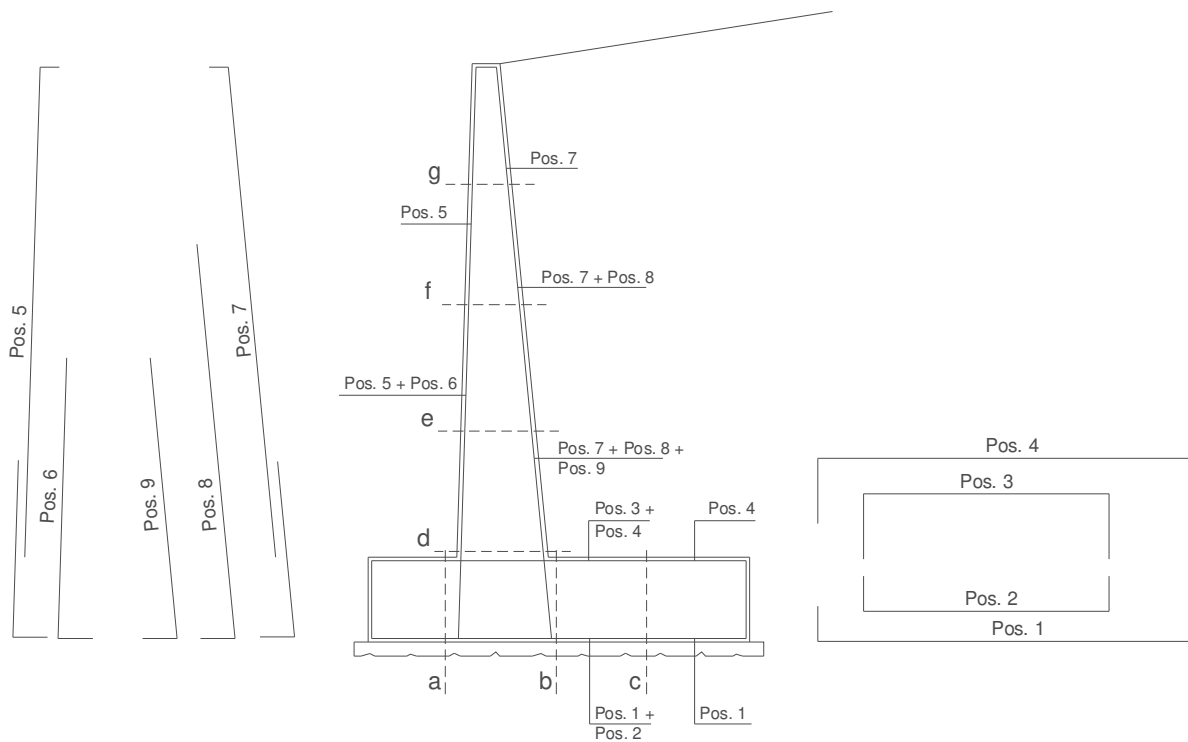 Pos. 5
Pos. 6
Pos. 9
Pos. 8
Pos. 7
g
Pos. 7
Pos. 5
f
Pos. 7 + Pos. 8
Pos. 5 + Pos. 6
e
Pos. 7 + Pos. 8 +
Pos. 9
d
Pos. 3 +
Pos. 4
Pos. 4
a
b
c
Pos. 1 +
Pos. 2
Pos. 1
Pos. 4
Pos. 3
Pos. 2
Pos. 1